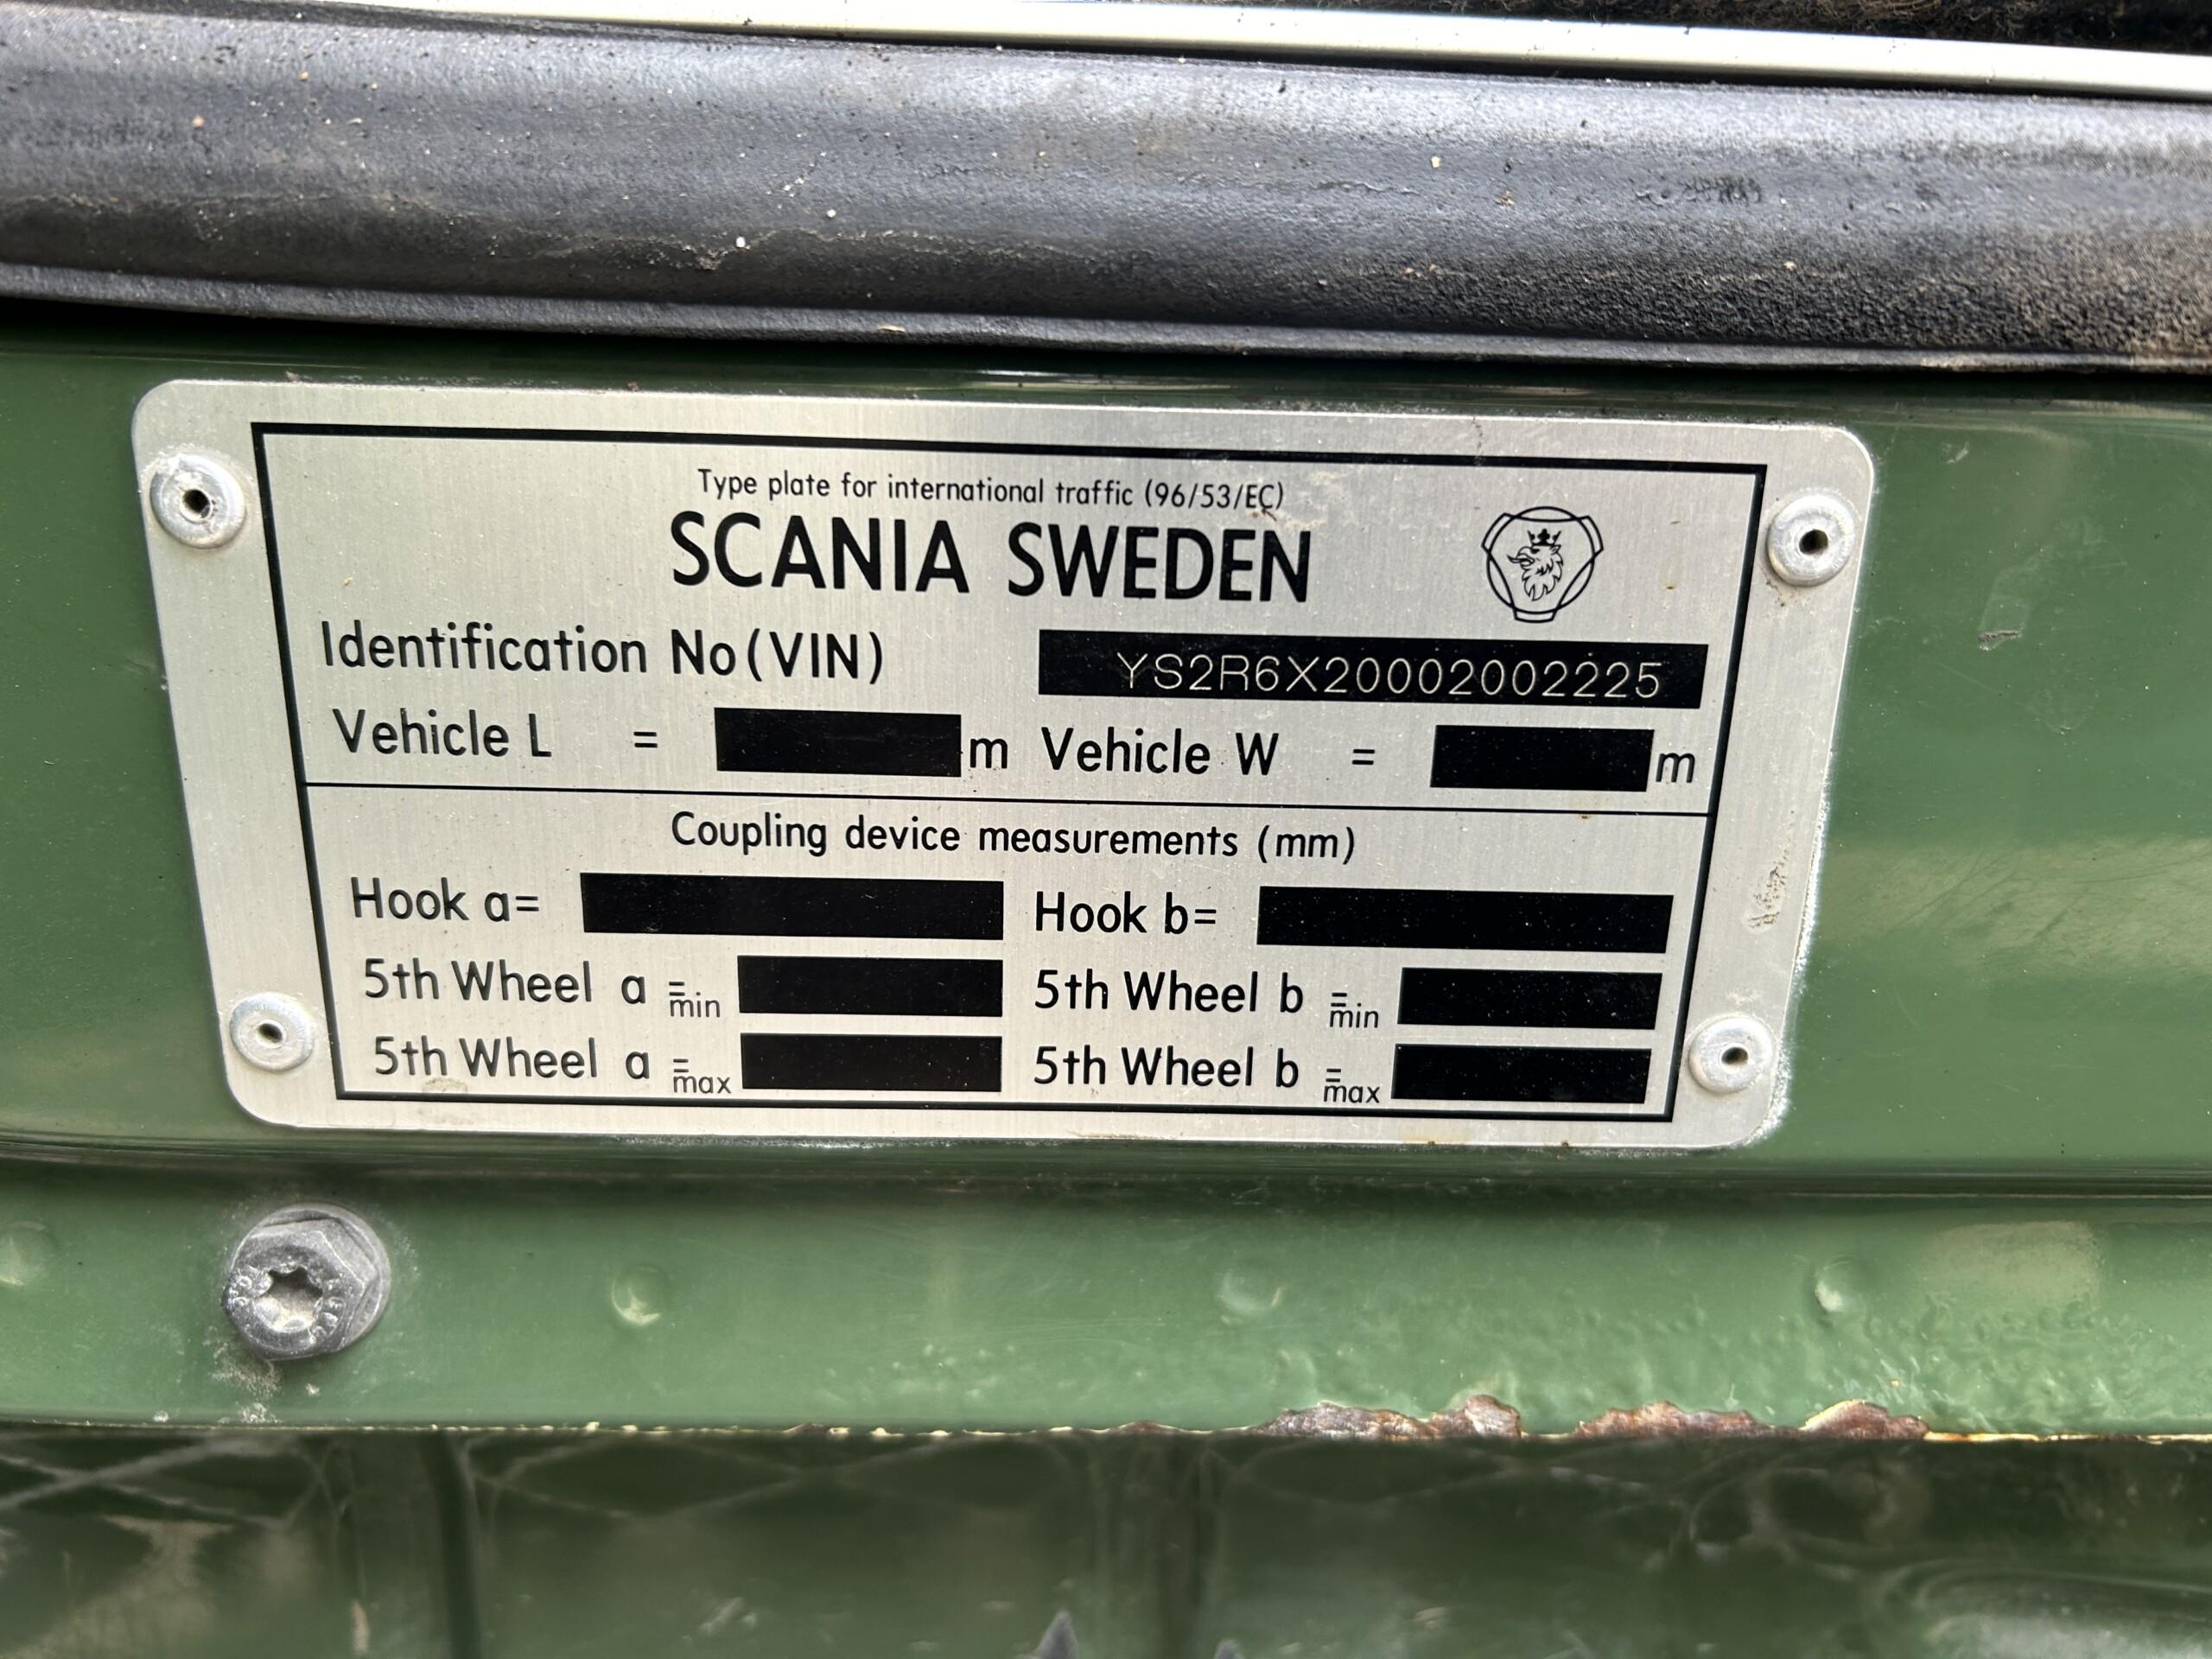 Type plate for international traffic (96/53/EC)
SCANIA SWEDEN
Identification No (VIN) YS2R6X20002002225
Vehicle L = m Vehicle W = m
Coupling device measurements (mm)
Hook a= Hook b=
5th Wheel a = min 5th Wheel b = min
5th Wheel a = max 5th Wheel b = max